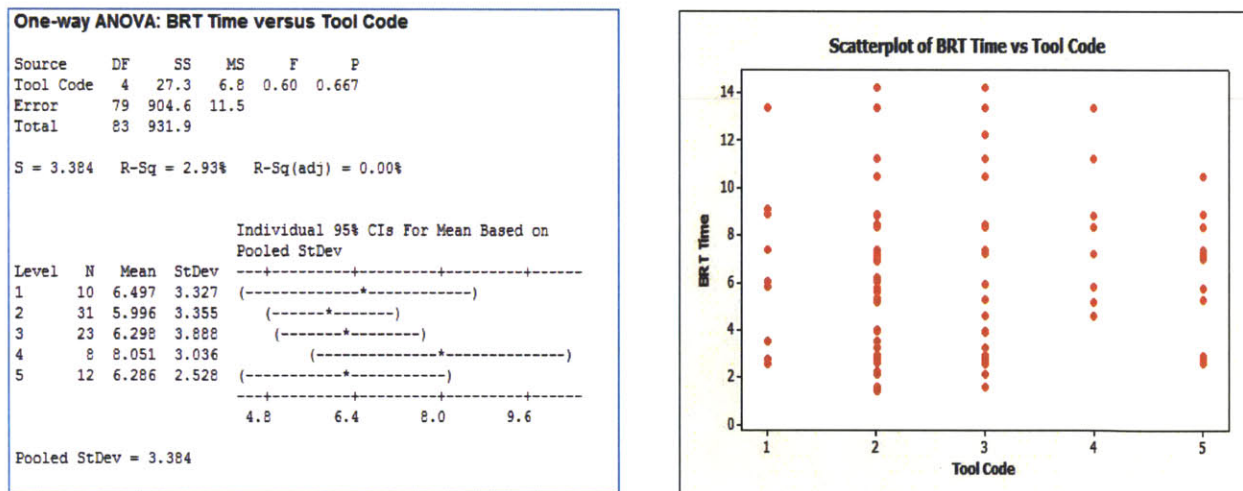 One-way ANOVA: BRT Time versus Tool Code
Source DF SS MS F P
Tool Code 4 27.3 6.8 0.60 0.667
Error 79 904.6 11.5
Total 83 931.9
S = 3.384 R-Sq = 2.93% R-Sq(adj) = 0.00%
Individual 95% CIs For Mean Based on
Pooled StDev
Level N Mean StDev ---+---------+---------+---------+------
1 10 6.497 3.327 (-------------*------------)
2 31 5.996 3.355 (------*-------)
3 23 6.298 3.888 (-------*--------)
4 8 8.051 3.036 (--------------*--------------)
5 12 6.286 2.528 (-----------*-----------)
---+---------+---------+---------+------
4.8 6.4 8.0 9.6
Pooled StDev = 3.384
Scatterplot of BRT Time vs Tool Code
BRT Time
14
12
10
8
6
4
2
0
1 2 3 4 5
Tool Code